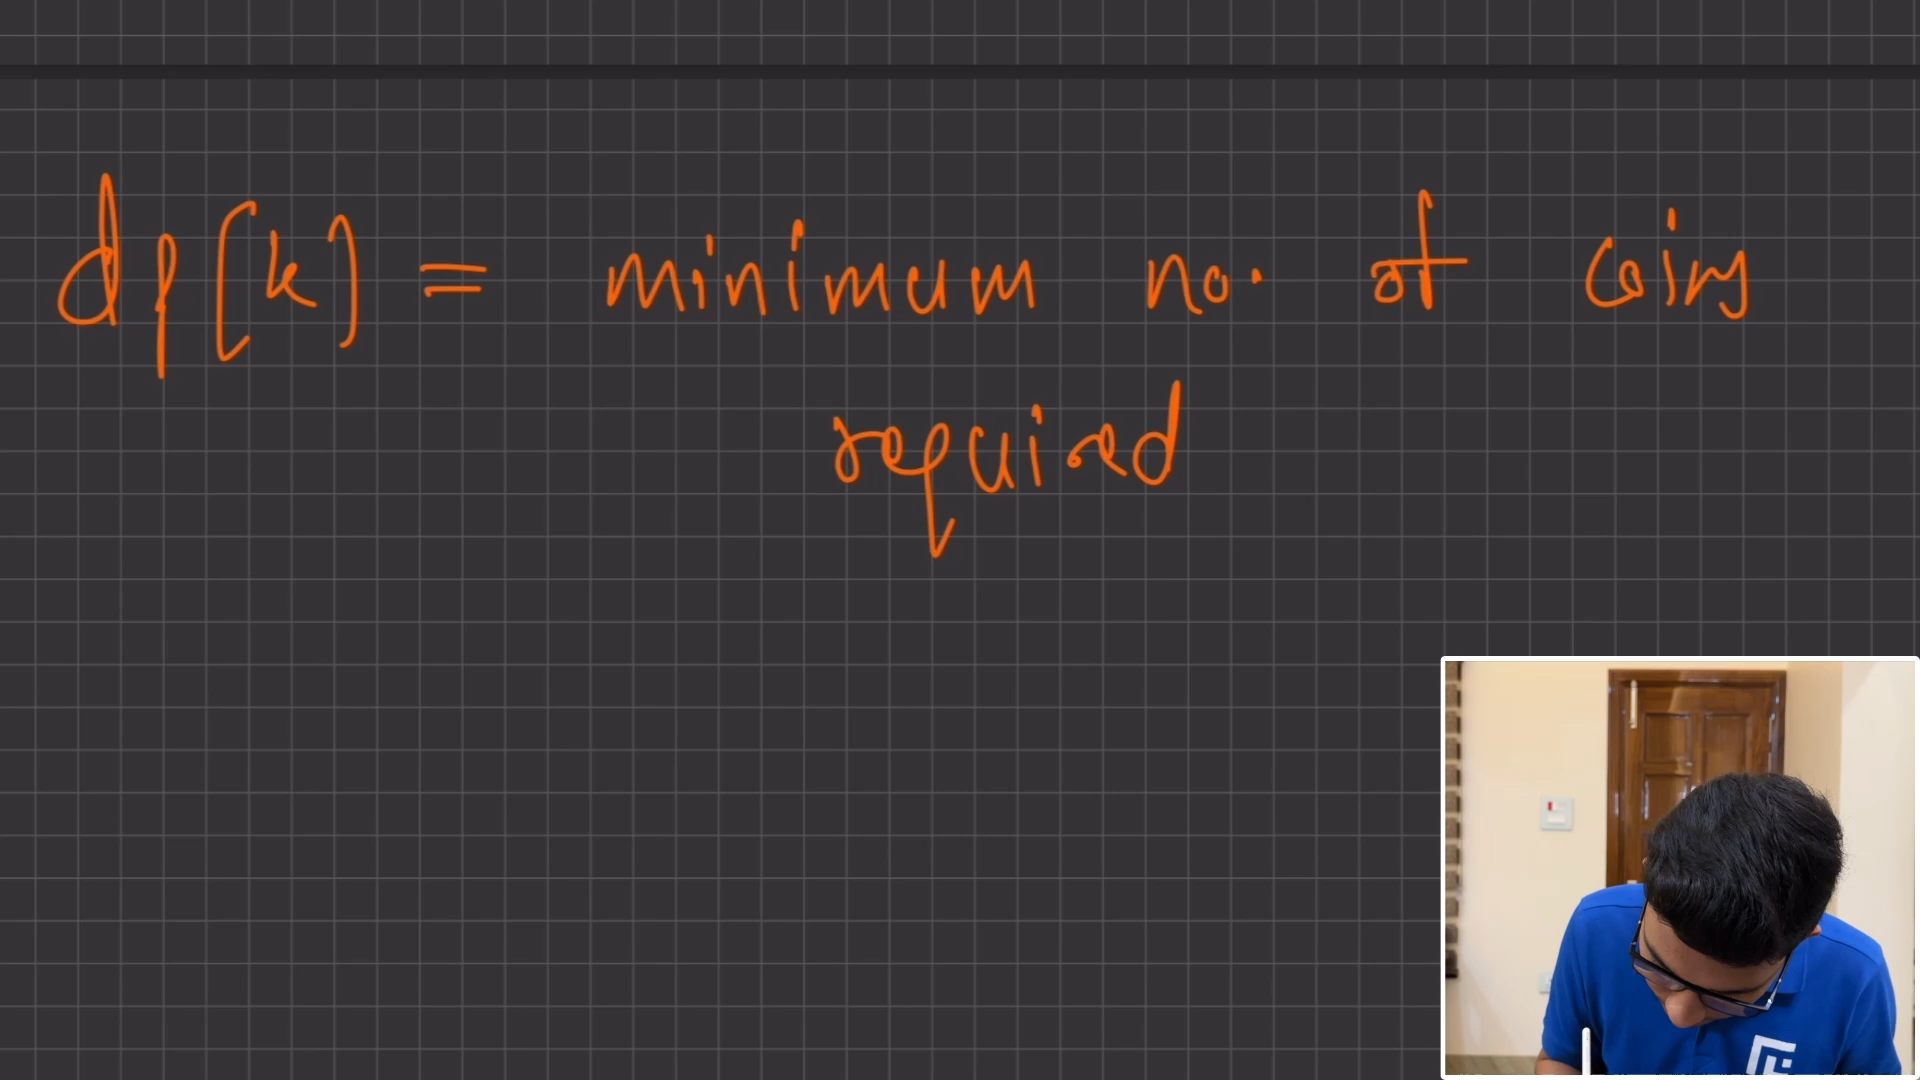 dp[k] = minimum no. of coins
required